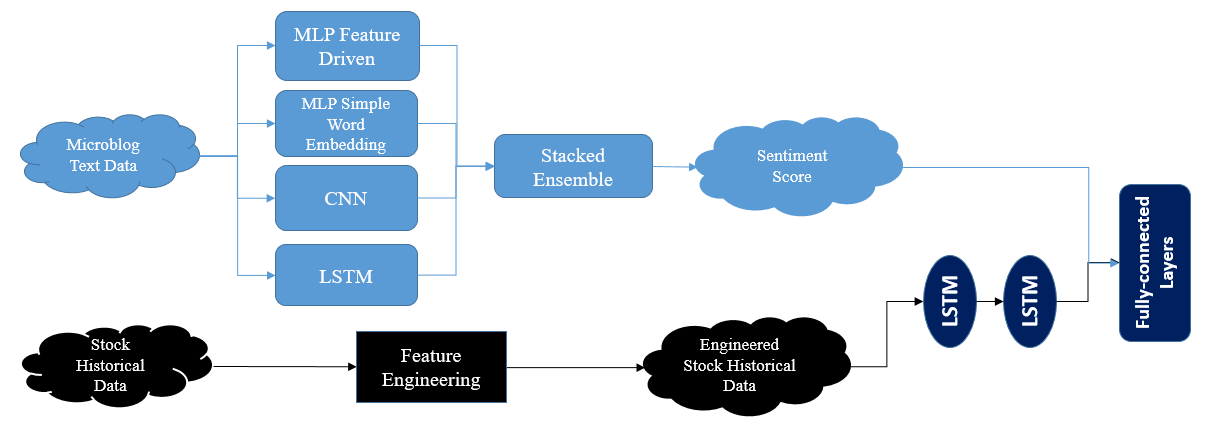 MLP Feature
Driven
MLP Simple
Word
Embedding
Microblog
Text Data
CNN
LSTM
Stacked
Ensemble
Sentiment
Score
Stock
Historical
Data
Feature
Engineering
Engineered
Stock Historical
Data
LSTM
LSTM
Fully-connected
Layers